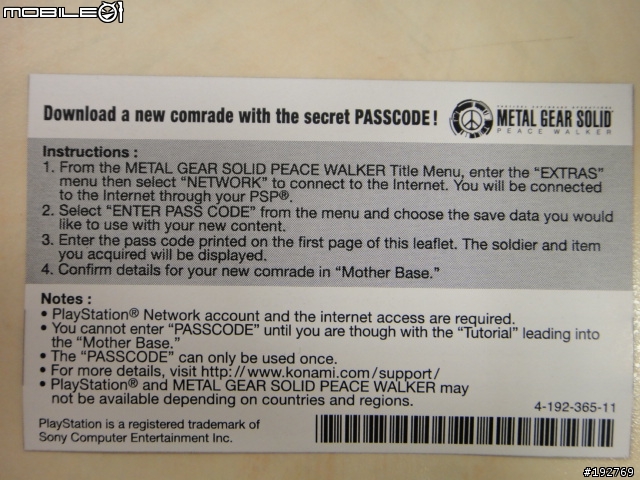 MOBILE01
Download a new comrade with the secret PASSCODE!
METAL GEAR SOLID
PEACE WALKER
Instructions :
1. From the METAL GEAR SOLID PEACE WALKER Title Menu, enter the “EXTRAS”
menu then select “NETWORK” to connect to the Internet. You will be connected
to the Internet through your PSP®.
2. Select “ENTER PASS CODE” from the menu and choose the save data you would
like to use with your new content.
3. Enter the pass code printed on the first page of this leaflet. The soldier and item
you acquired will be displayed.
4. Confirm details for your new comrade in “Mother Base.”
Notes :
• PlayStation® Network account and the internet access are required.
• You cannot enter “PASSCODE” until you are though with the “Tutorial” leading into
the “Mother Base.”
• The “PASSCODE” can only be used once.
• For more details, visit http://www.konami.com/support/
• PlayStation® and METAL GEAR SOLID PEACE WALKER may
not be available depending on countries and regions.
4-192-365-11
PlayStation is a registered trademark of
Sony Computer Entertainment Inc.
#192769